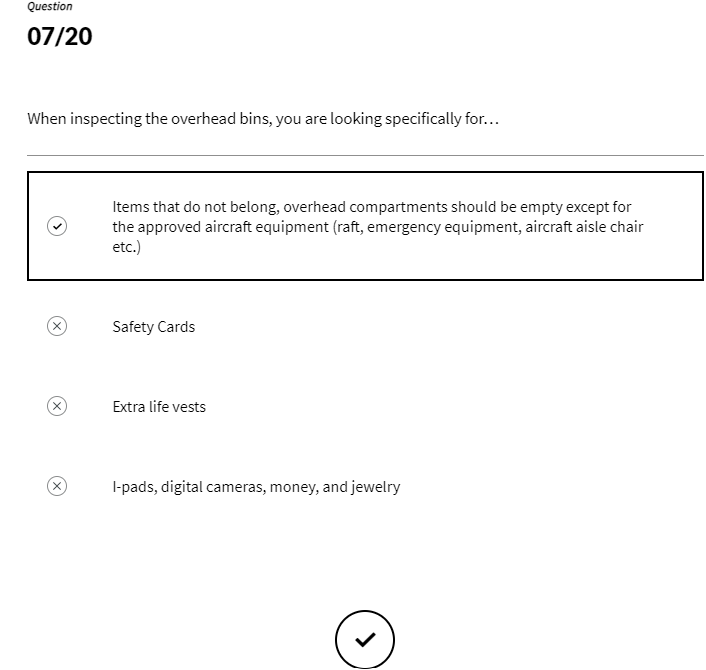 Question
07/20
When inspecting the overhead bins, you are looking specifically for...
Items that do not belong, overhead compartments should be empty except for
the approved aircraft equipment (raft, emergency equipment, aircraft aisle chair
etc.)
Safety Cards
Extra life vests
I-pads, digital cameras, money, and jewelry